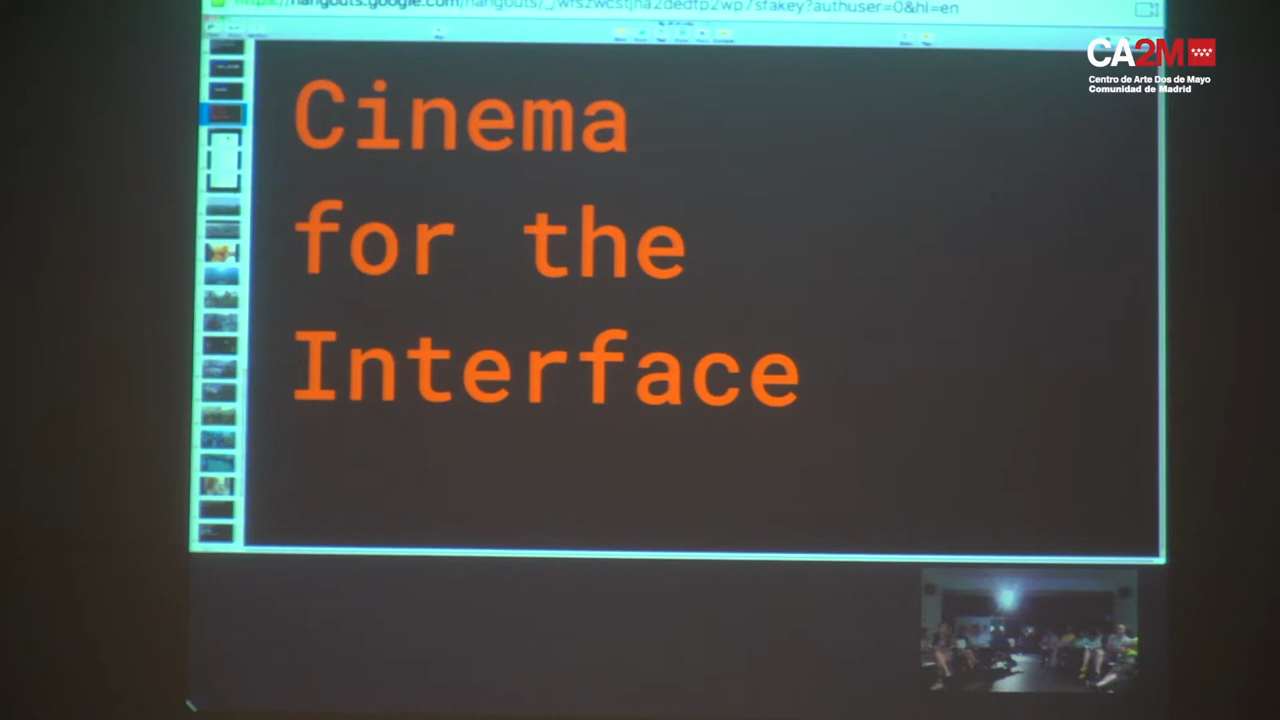 CA2M
Centro de Arte Dos de Mayo
Comunidad de Madrid
Cinema
for the
Interface